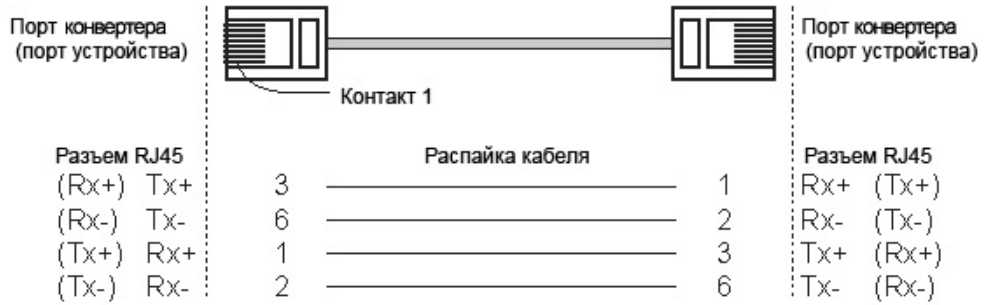 Порт конвертера
(порт устройства)
Порт конвертера
(порт устройства)
Контакт 1
Разъем RJ45 Распайка кабеля Разъем RJ45
(Rx+) Tx+ 3 1 Rx+ (Tx+)
(Rx-) Tx- 6 2 Rx- (Tx-)
(Tx+) Rx+ 1 3 Tx+ (Rx+)
(Tx-) Rx- 2 6 Tx- (Rx-)